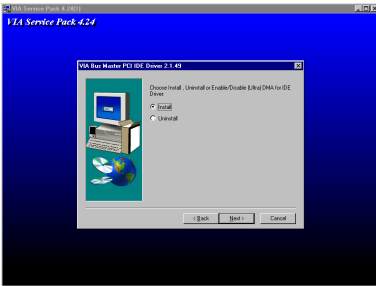 VIA Service Pack 4.24(1)
VIA Service Pack 4.24
VIA Bus Master PCI IDE Driver 2.1.49
Choose Install , Uninstall or Enable/Disable (Ultra) DMA for IDE
Driver.
Install
Uninstall
< Back
Next >
Cancel